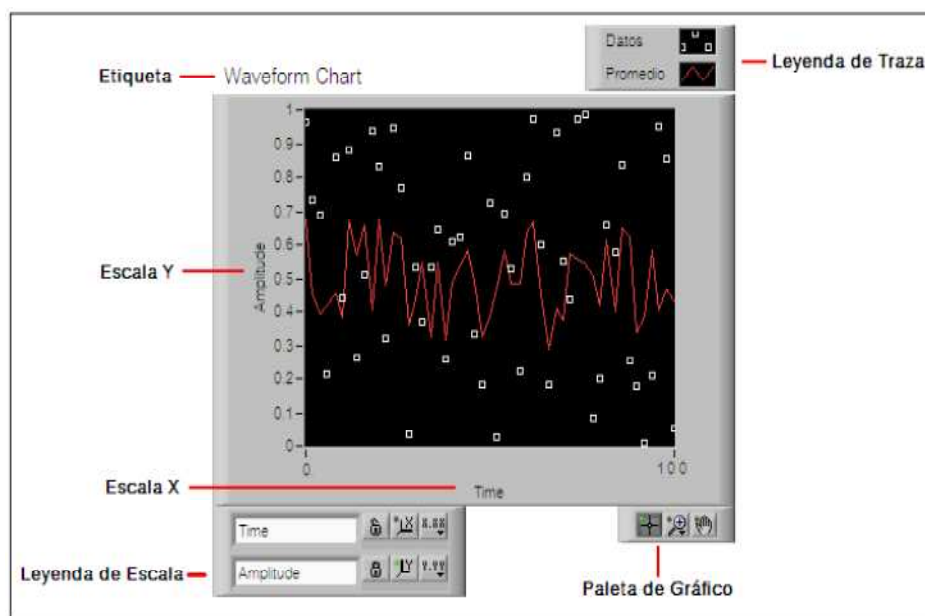 Datos
Promedio
Leyenda de Traza
Etiqueta
Waveform Chart
Escala Y
Amplitude
1
0.9
0.8
0.7
0.6
0.5
0.4
0.3
0.2
0.1
0
0
100
Escala X
Time
Time
X.XX
Leyenda de Escala
Amplitude
Y.YY
Paleta de Gráfico